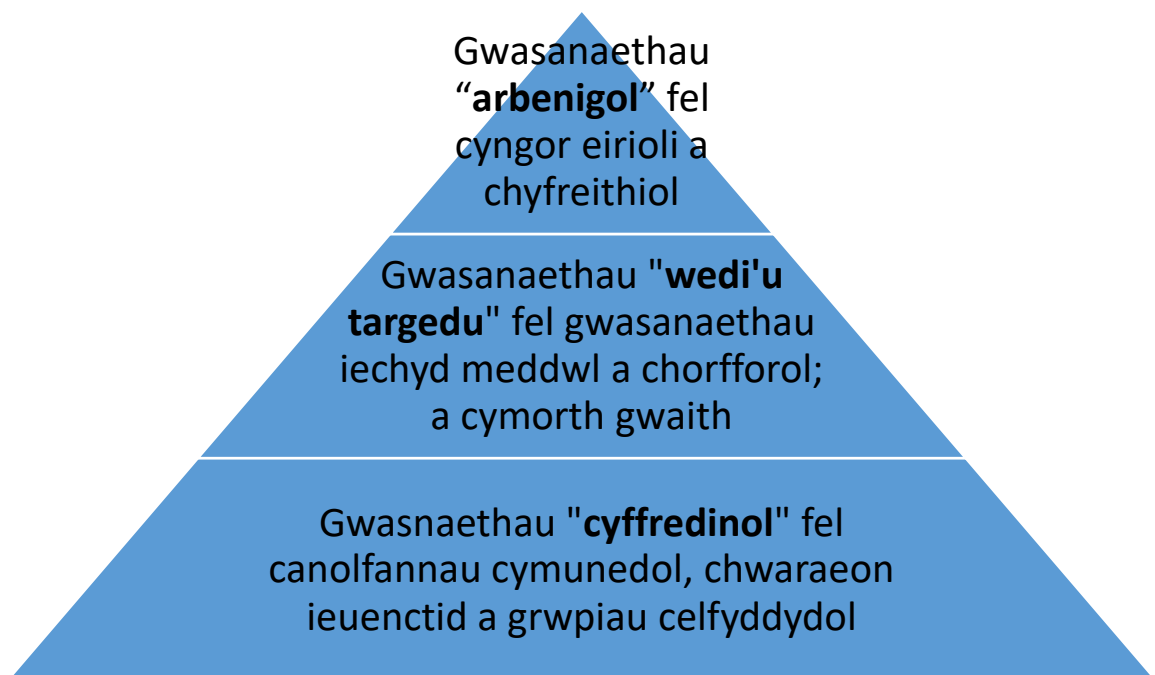 Gwasanaethau
“arbenigol” fel
cyngor eirioli a
chyfreithiol
Gwasanaethau "wedi'u
targedu" fel gwasanaethau
iechyd meddwl a chorfforol;
a cymorth gwaith
Gwasnaethau "cyffredinol" fel
canolfannau cymunedol, chwaraeon
ieuenctid a grwpiau celfyddydol